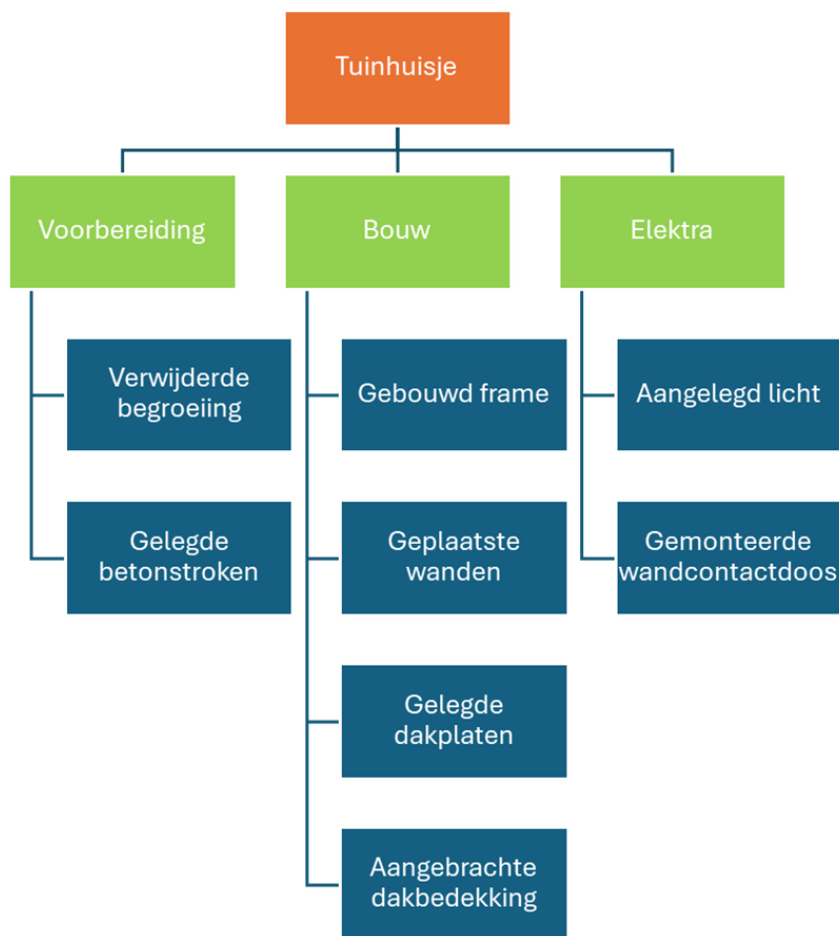 Tuinhuisje
Voorbereiding
Bouw
Elektra
Verwijderde
begroeiing
Gelegde
betonstroken
Gebouwd frame
Geplaatste
wanden
Gelegde
dakplaten
Aangebrachte
dakbedekking
Aangelegd licht
Gemonteerde
wandcontactdoos